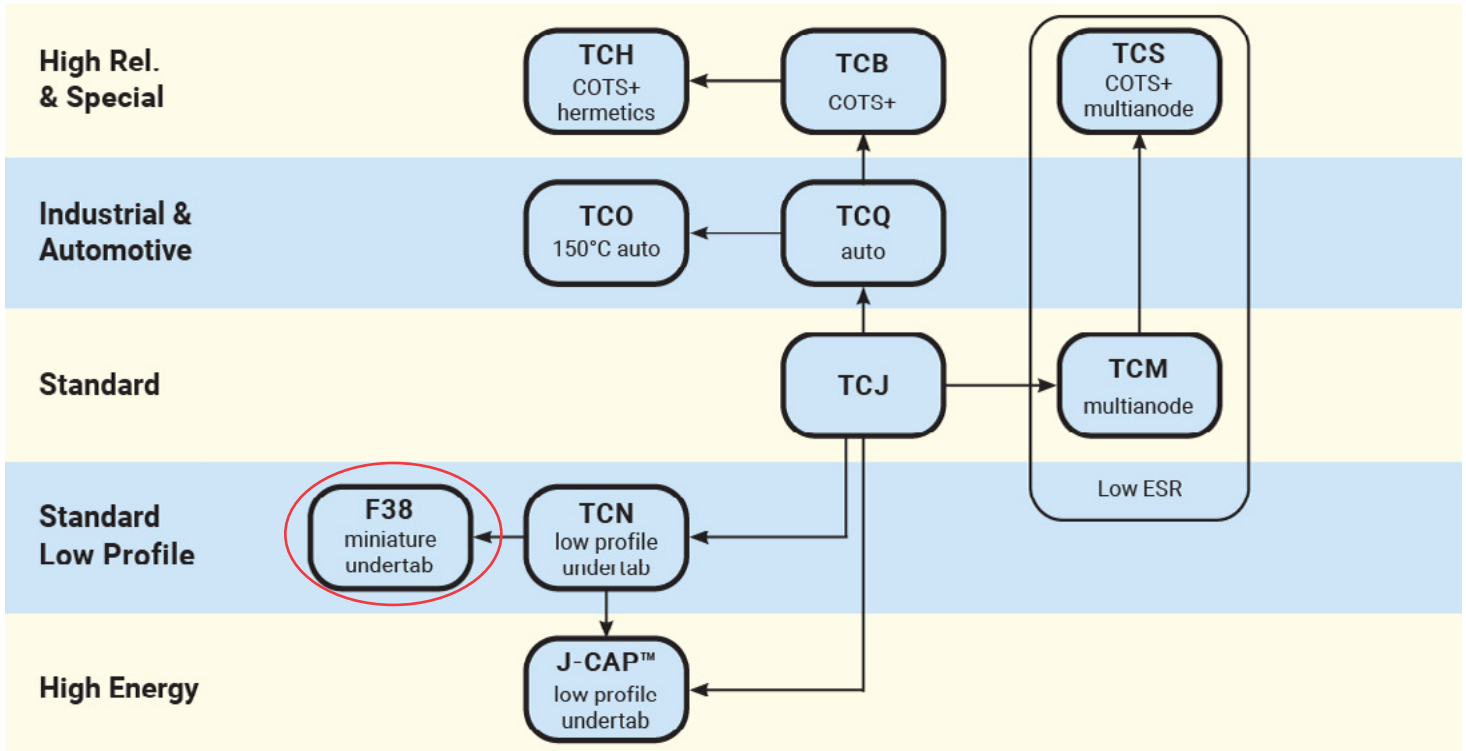 High Rel.
& Special
TCH
COTS+
hermetics
TCB
COTS+
TCS
COTS+
multianode
Industrial &
Automotive
TCO
150°C auto
TCQ
auto
Standard
TCJ
TCM
multianode
Low ESR
Standard
Low Profile
F38
miniature
undertab
TCN
low profile
undertab
High Energy
J-CAP™
low profile
undertab